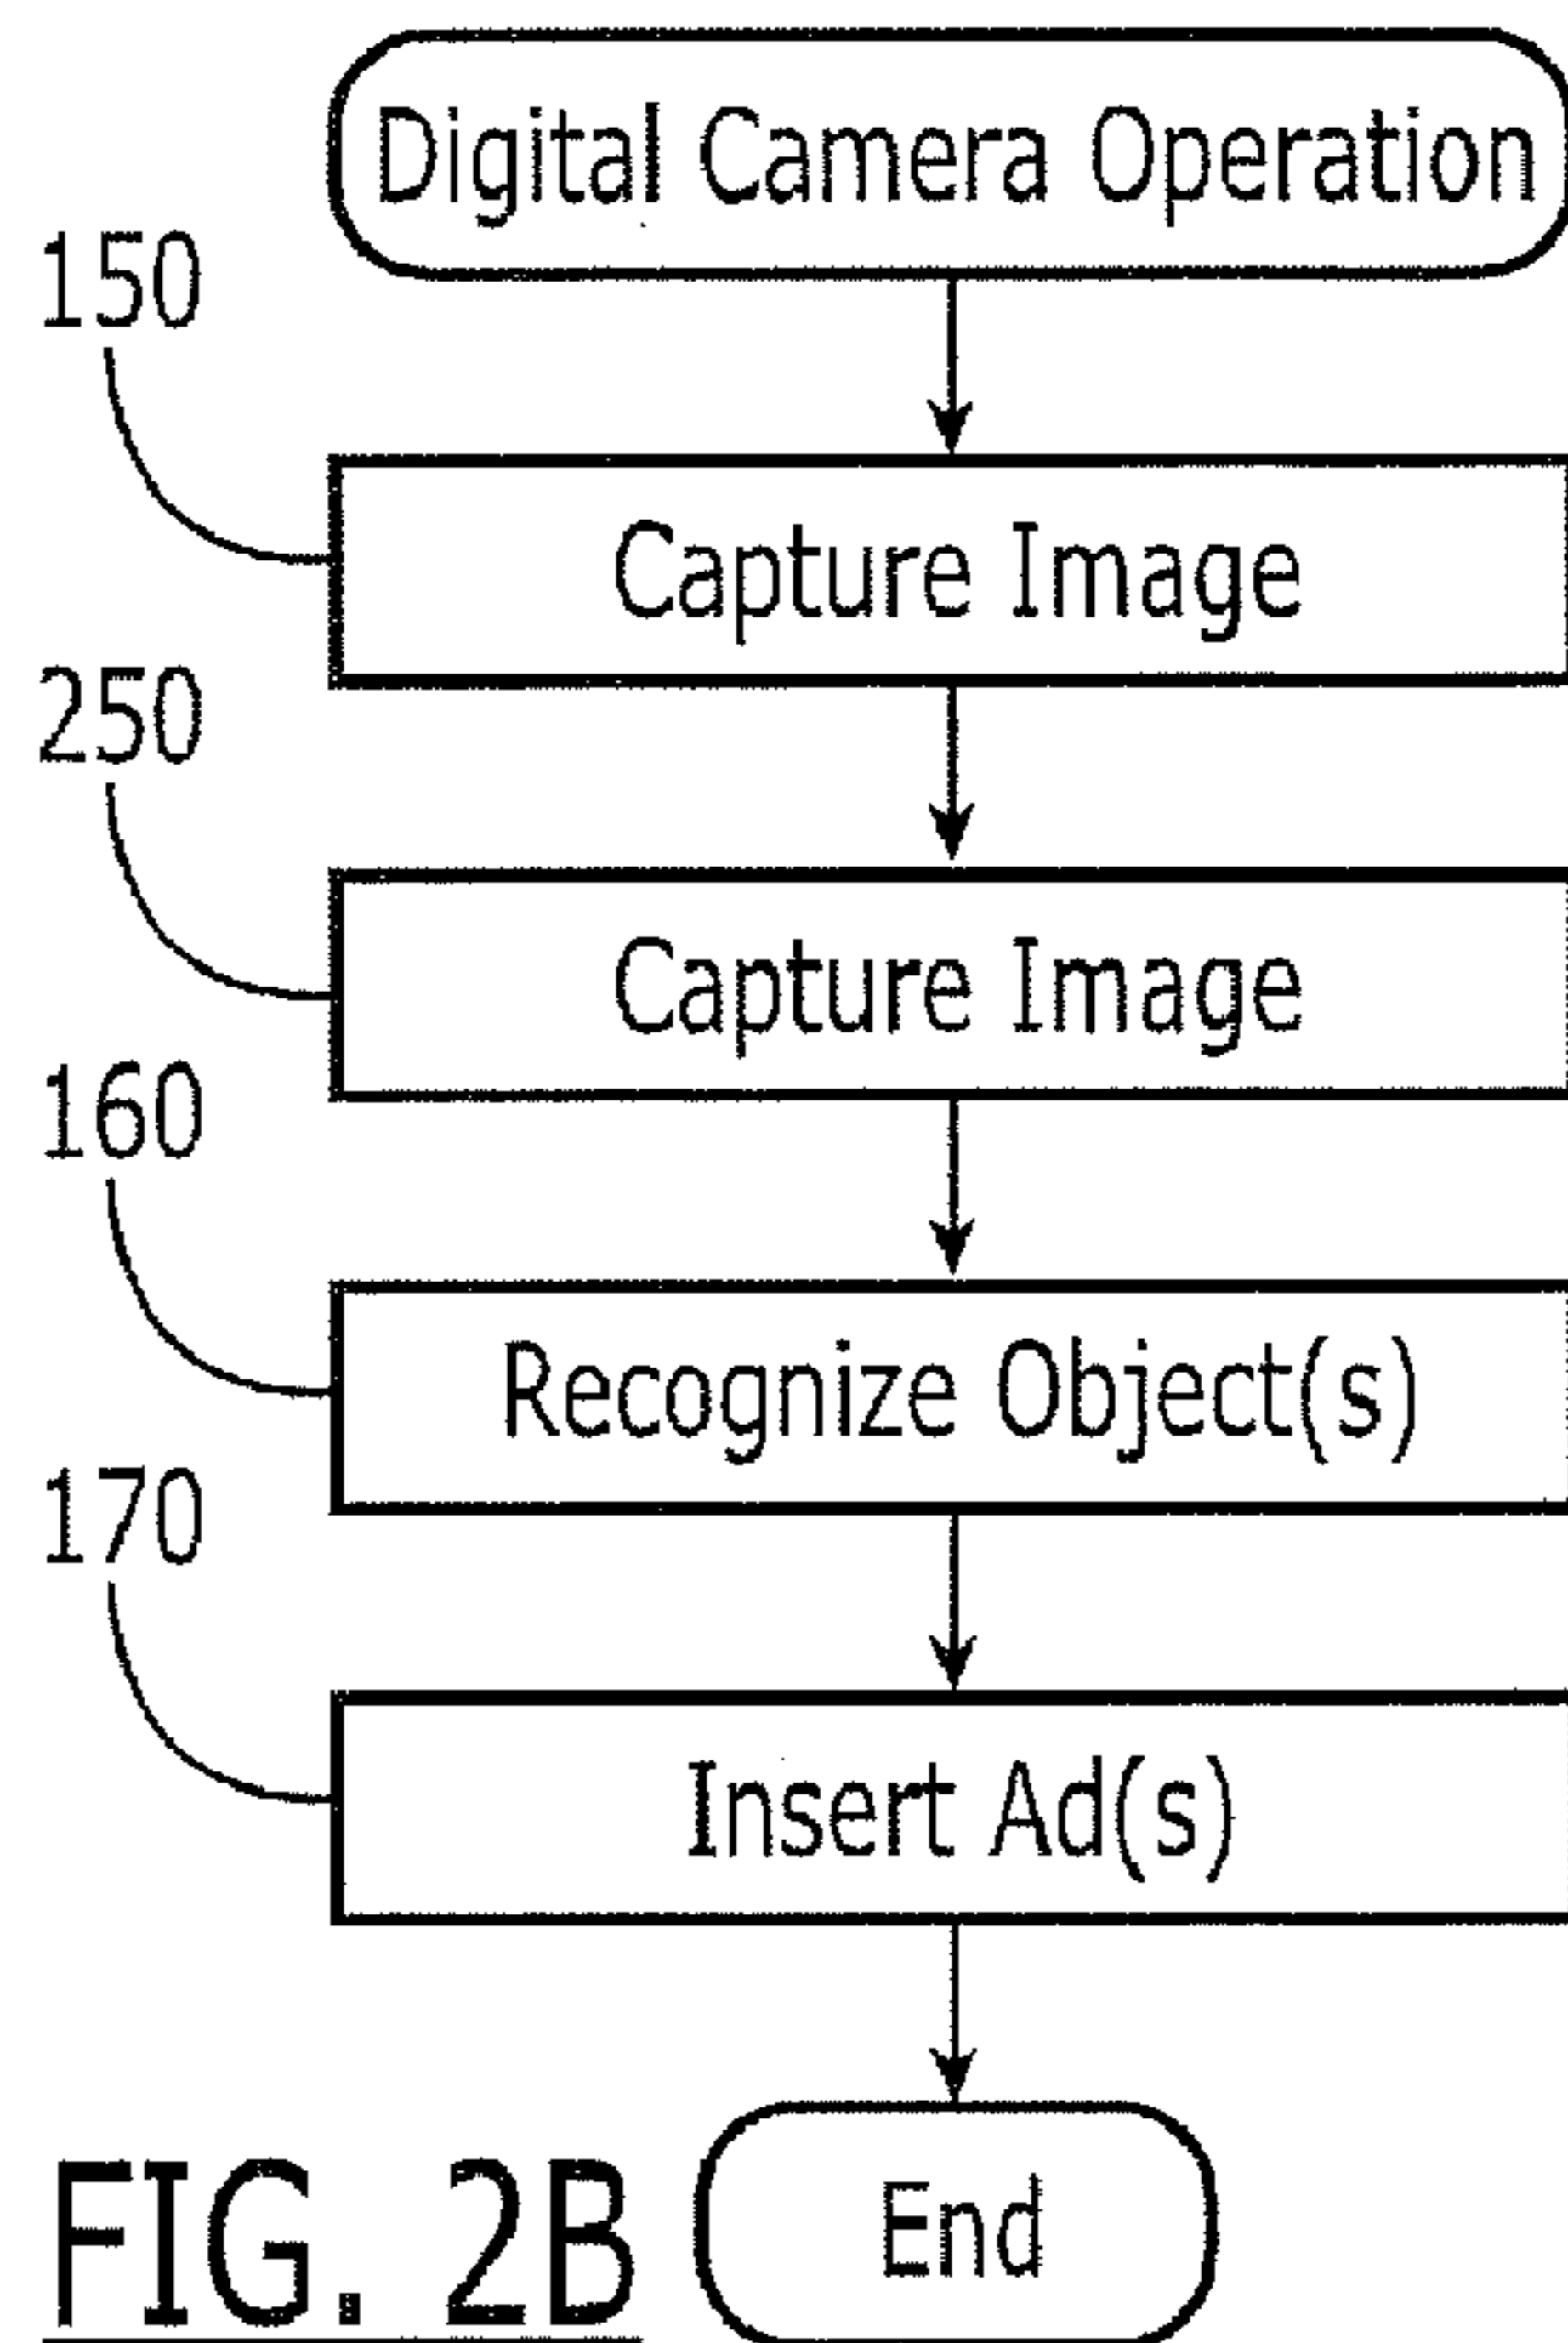 Digital Camera Operation
150
Capture Image
250
Capture Image
160
Recognize Object(s)
170
Insert Ad(s)
End
FIG. 2B